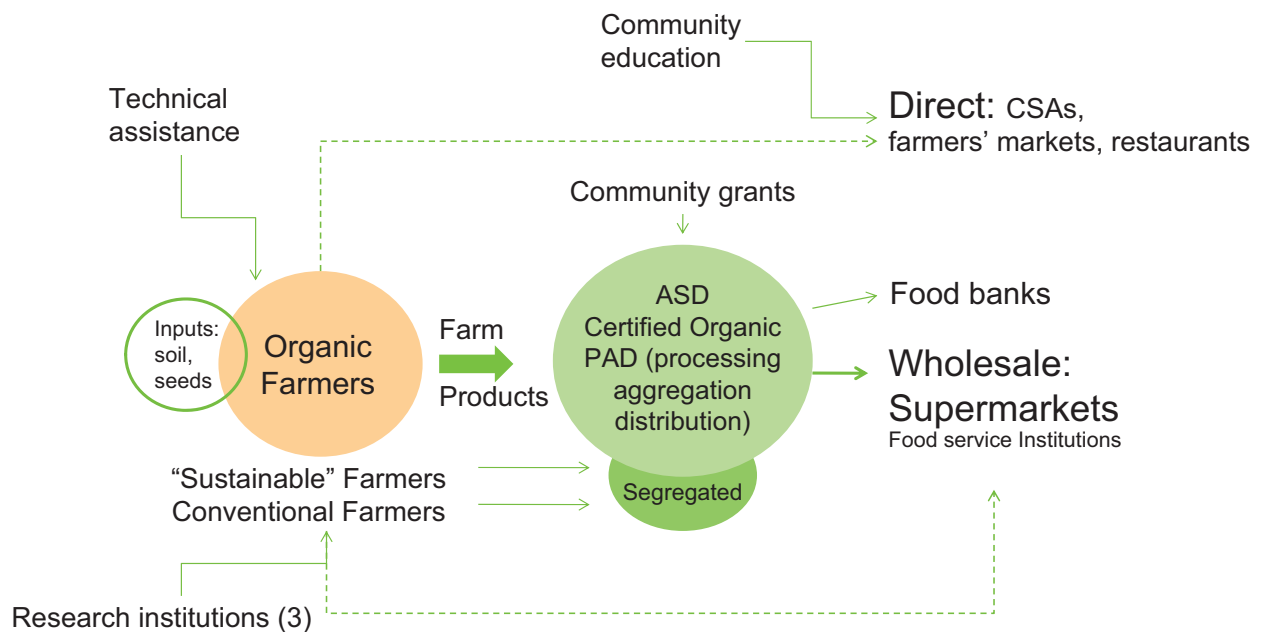 Community
education
Technical
assistance
Direct: CSAs,
farmers’ markets, restaurants
Community grants
Inputs:
soil,
seeds
Organic
Farmers
Farm
Products
ASD
Certified Organic
PAD (processing
aggregation
distribution)
Food banks
Wholesale:
Supermarkets
Food service Institutions
“Sustainable” Farmers
Conventional Farmers
Segregated
Research institutions (3)